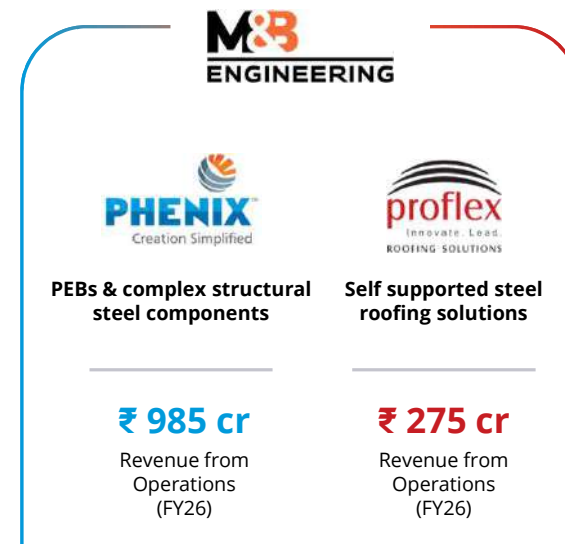 M&B
ENGINEERING
PHENIX™
Creation Simplified
PEBs & complex structural
steel components
₹ 985 cr
Revenue from
Operations
(FY26)
proflex
Innovate. Lead.
ROOFING SOLUTIONS
Self supported steel
roofing solutions
₹ 275 cr
Revenue from
Operations
(FY26)